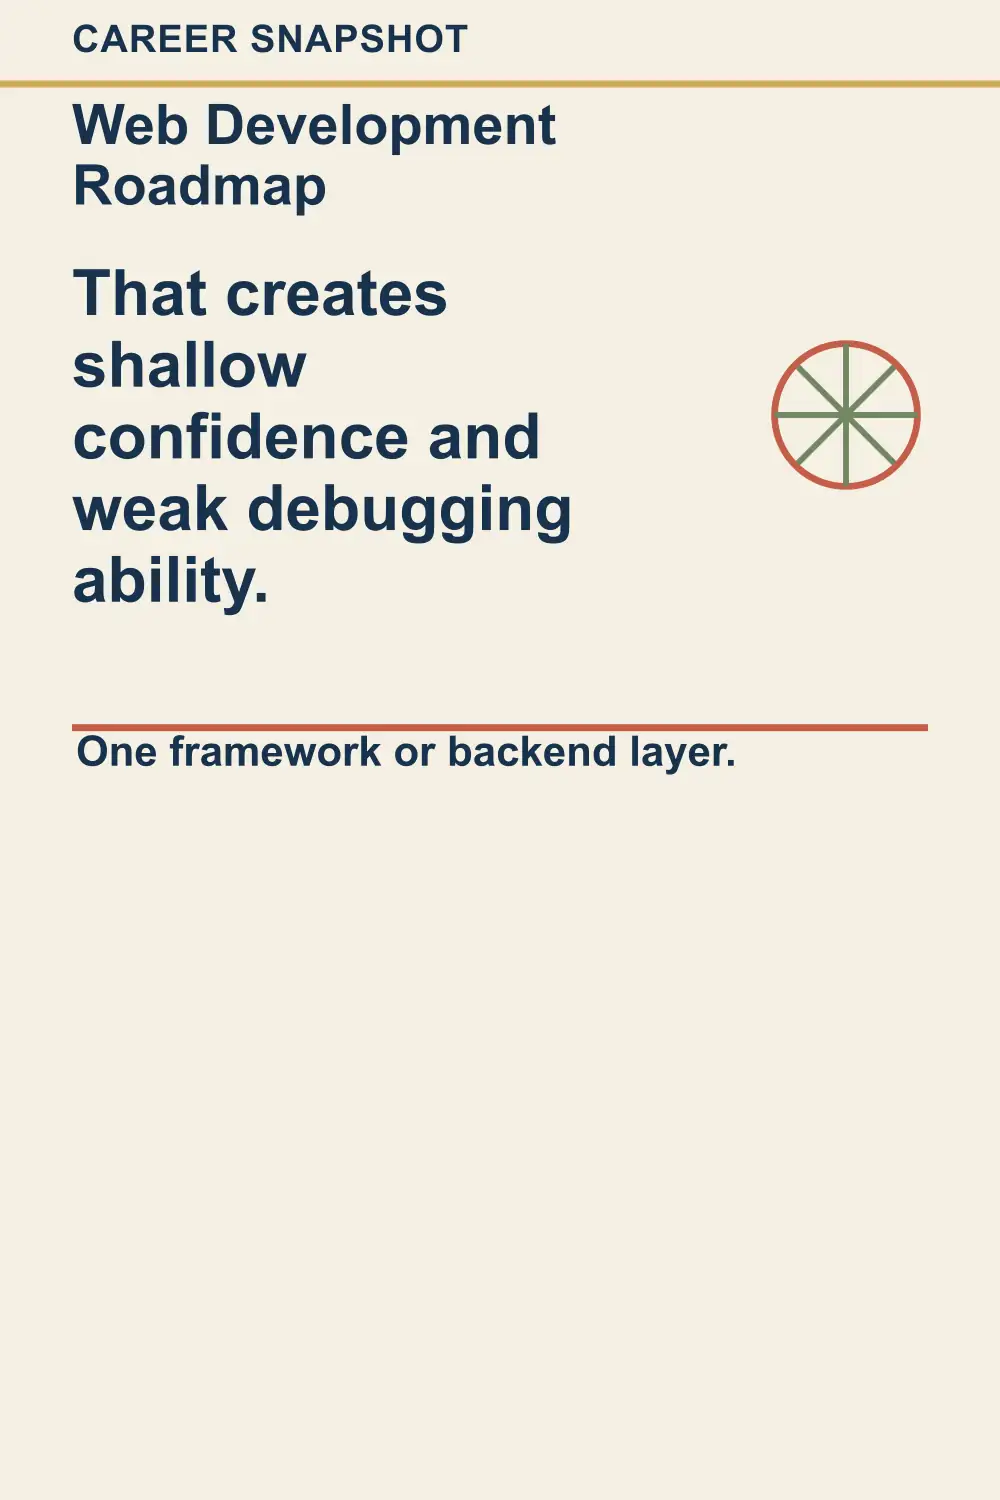 CAREER SNAPSHOT
Web Development
Roadmap
That creates
shallow
confidence and
weak debugging
ability.
One framework or backend layer.